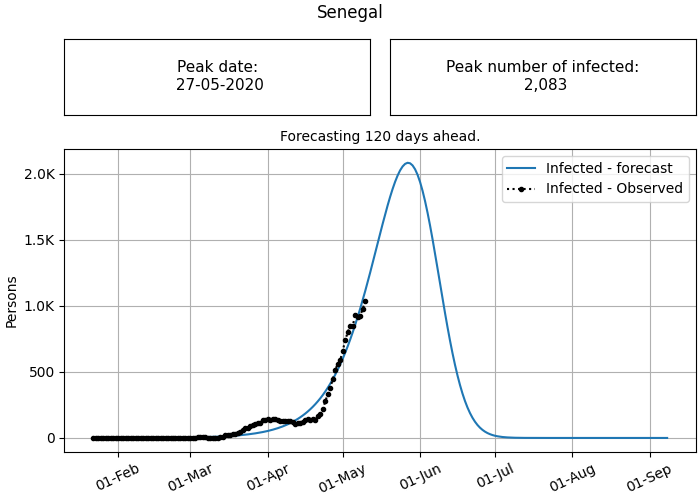 Senegal
Peak date:
27-05-2020
Peak number of infected:
2,083
Forecasting 120 days ahead.
Infected - forecast
Infected - Observed
2.0K
1.5K
1.0K
500
0
Persons
01-Feb
01-Mar
01-Apr
01-May
01-Jun
01-Jul
01-Aug
01-Sep